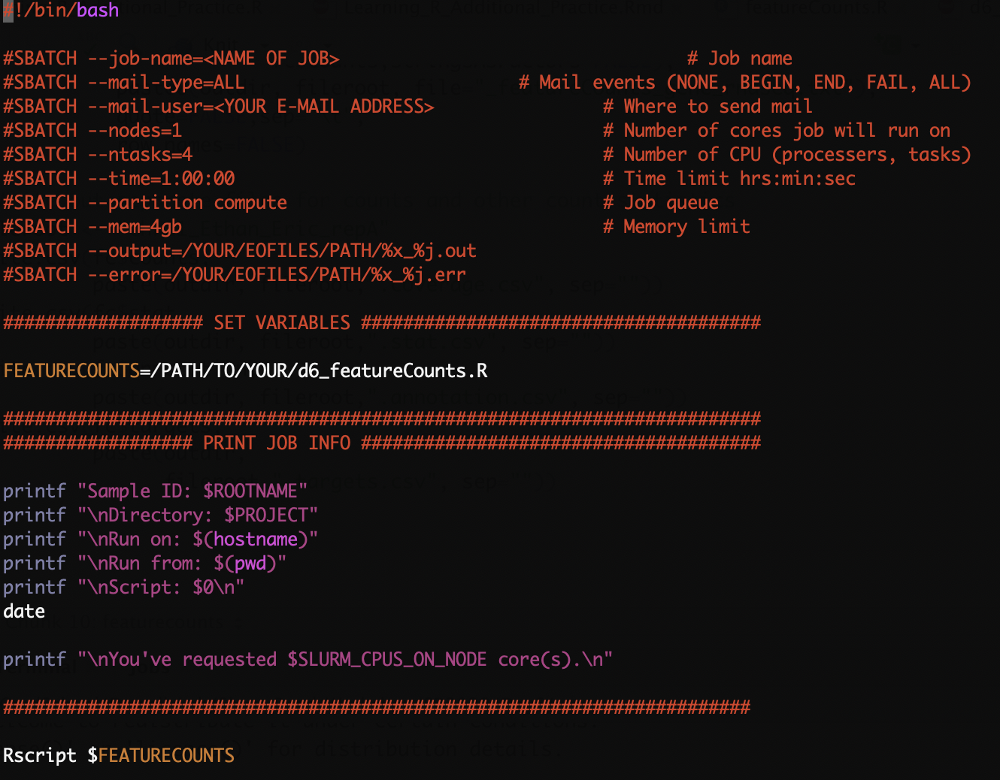 #!/bin/bash
#SBATCH --job-name=<NAME OF JOB> # Job name
#SBATCH --mail-type=ALL # Mail events (NONE, BEGIN, END, FAIL, ALL)
#SBATCH --mail-user=<YOUR E-MAIL ADDRESS> # Where to send mail
#SBATCH --nodes=1 # Number of cores job will run on
#SBATCH --ntasks=4 # Number of CPU (processers, tasks)
#SBATCH --time=1:00:00 # Time limit hrs:min:sec
#SBATCH --partition compute # Job queue
#SBATCH --mem=4gb # Memory limit
#SBATCH --output=/YOUR/EOFILES/PATH/%x_%j.out
#SBATCH --error=/YOUR/EOFILES/PATH/%x_%j.err
################### SET VARIABLES ######################################
FEATURECOUNTS=/PATH/TO/YOUR/d6_featureCounts.R
########################################################################
################## PRINT JOB INFO ######################################
printf "Sample ID: $ROOTNAME"
printf "\nDirectory: $PROJECT"
printf "\nRun on: $(hostname)"
printf "\nRun from: $(pwd)"
printf "\nScript: $0\n"
date
printf "\nYou've requested $SLURM_CPUS_ON_NODE core(s).\n"
#######################################################################
Rscript $FEATURECOUNTS